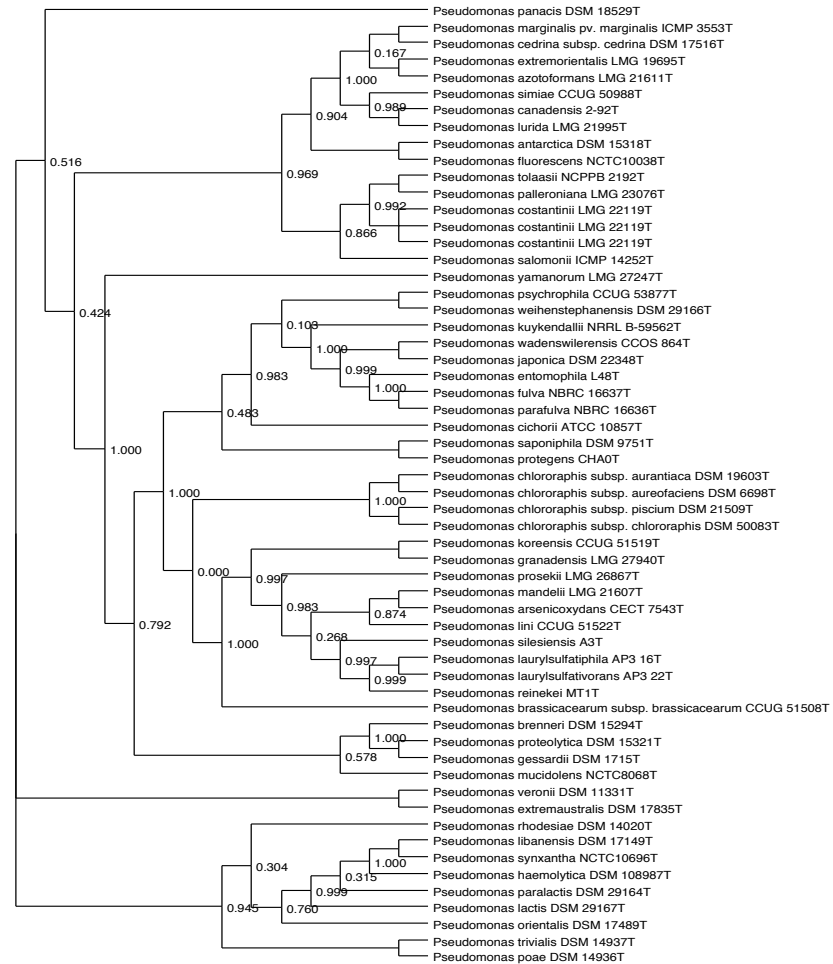 Pseudomonas panacis DSM 18529T
Pseudomonas marginalis pv. marginalis ICMP 3553T
Pseudomonas cedrina subsp. cedrina DSM 17516T
0.167
Pseudomonas extremorientalis LMG 19695T
Pseudomonas azotoformans LMG 21611T
1.000
Pseudomonas simiae CCUG 50988T
0.989
Pseudomonas canadensis 2-92T
0.904
Pseudomonas lurida LMG 21995T
Pseudomonas antarctica DSM 15318T
0.516
Pseudomonas fluorescens NCTC10038T
0.969
Pseudomonas tolaasii NCPPB 2192T
Pseudomonas palleroniana LMG 23076T
0.992
Pseudomonas costantinii LMG 22119T
Pseudomonas costantinii LMG 22119T
0.866
Pseudomonas costantinii LMG 22119T
Pseudomonas salomonii ICMP 14252T
Pseudomonas yamanorum LMG 27247T
Pseudomonas psychrophila CCUG 53877T
0.424
Pseudomonas weihenstephanensis DSM 29166T
0.103
Pseudomonas kuykendallii NRRL B-59562T
Pseudomonas wadenswilerensis CCOS 864T
1.000
Pseudomonas japonica DSM 22348T
0.999
0.983
Pseudomonas entomophila L48T
1.000
Pseudomonas fulva NBRC 16637T
Pseudomonas parafulva NBRC 16636T
0.483
Pseudomonas cichorii ATCC 10857T
Pseudomonas saponiphila DSM 9751T
1.000
Pseudomonas protegens CHA0T
Pseudomonas chlororaphis subsp. aurantiaca DSM 19603T
1.000
Pseudomonas chlororaphis subsp. aureofaciens DSM 6698T
1.000
Pseudomonas chlororaphis subsp. piscium DSM 21509T
Pseudomonas chlororaphis subsp. chlororaphis DSM 50083T
Pseudomonas koreensis CCUG 51519T
Pseudomonas granadensis LMG 27940T
0.000
0.997
Pseudomonas prosekii LMG 26867T
Pseudomonas mandelii LMG 21607T
0.983
Pseudomonas arsenicoxydans CECT 7543T
0.874
0.792
Pseudomonas lini CCUG 51522T
0.268
Pseudomonas silesiensis A3T
1.000
Pseudomonas laurylsulfatiphila AP3 16T
0.997
Pseudomonas laurylsulfativorans AP3 22T
0.999
Pseudomonas reinekei MT1T
Pseudomonas brassicacearum subsp. brassicacearum CCUG 51508T
Pseudomonas brenneri DSM 15294T
1.000
Pseudomonas proteolytica DSM 15321T
0.578
Pseudomonas gessardii DSM 1715T
Pseudomonas mucidolens NCTC8068T
Pseudomonas veronii DSM 11331T
Pseudomonas extremaustralis DSM 17835T
Pseudomonas rhodesiae DSM 14020T
Pseudomonas libanensis DSM 17149T
Pseudomonas synxantha NCTC10696T
1.000
0.304
Pseudomonas haemolytica DSM 108987T
0.315
Pseudomonas paralactis DSM 29164T
0.999
Pseudomonas lactis DSM 29167T
0.945
0.760
Pseudomonas orientalis DSM 17489T
Pseudomonas trivialis DSM 14937T
Pseudomonas poae DSM 14936T